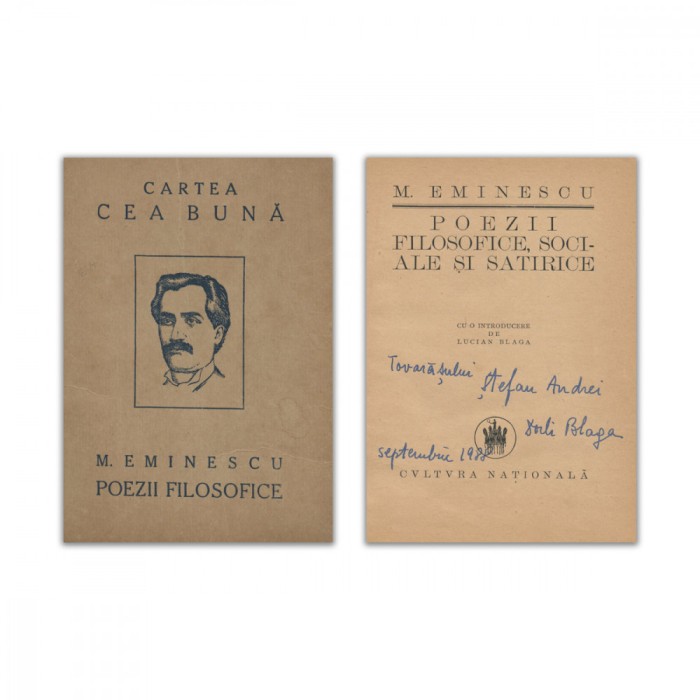 CARTEA
CEA BUNĂ
M. EMINESCU
POEZII FILOSOFICE
M. EMINESCU
POEZII
FILOSOFICE, SOCI-
ALE ȘI SATIRICE
CU O INTRODUCERE
DE
LUCIAN BLAGA
Tovarășului
Ștefan Andrei
Dorli Blaga
septembrie
CVLTVRA NAȚIONALĂ